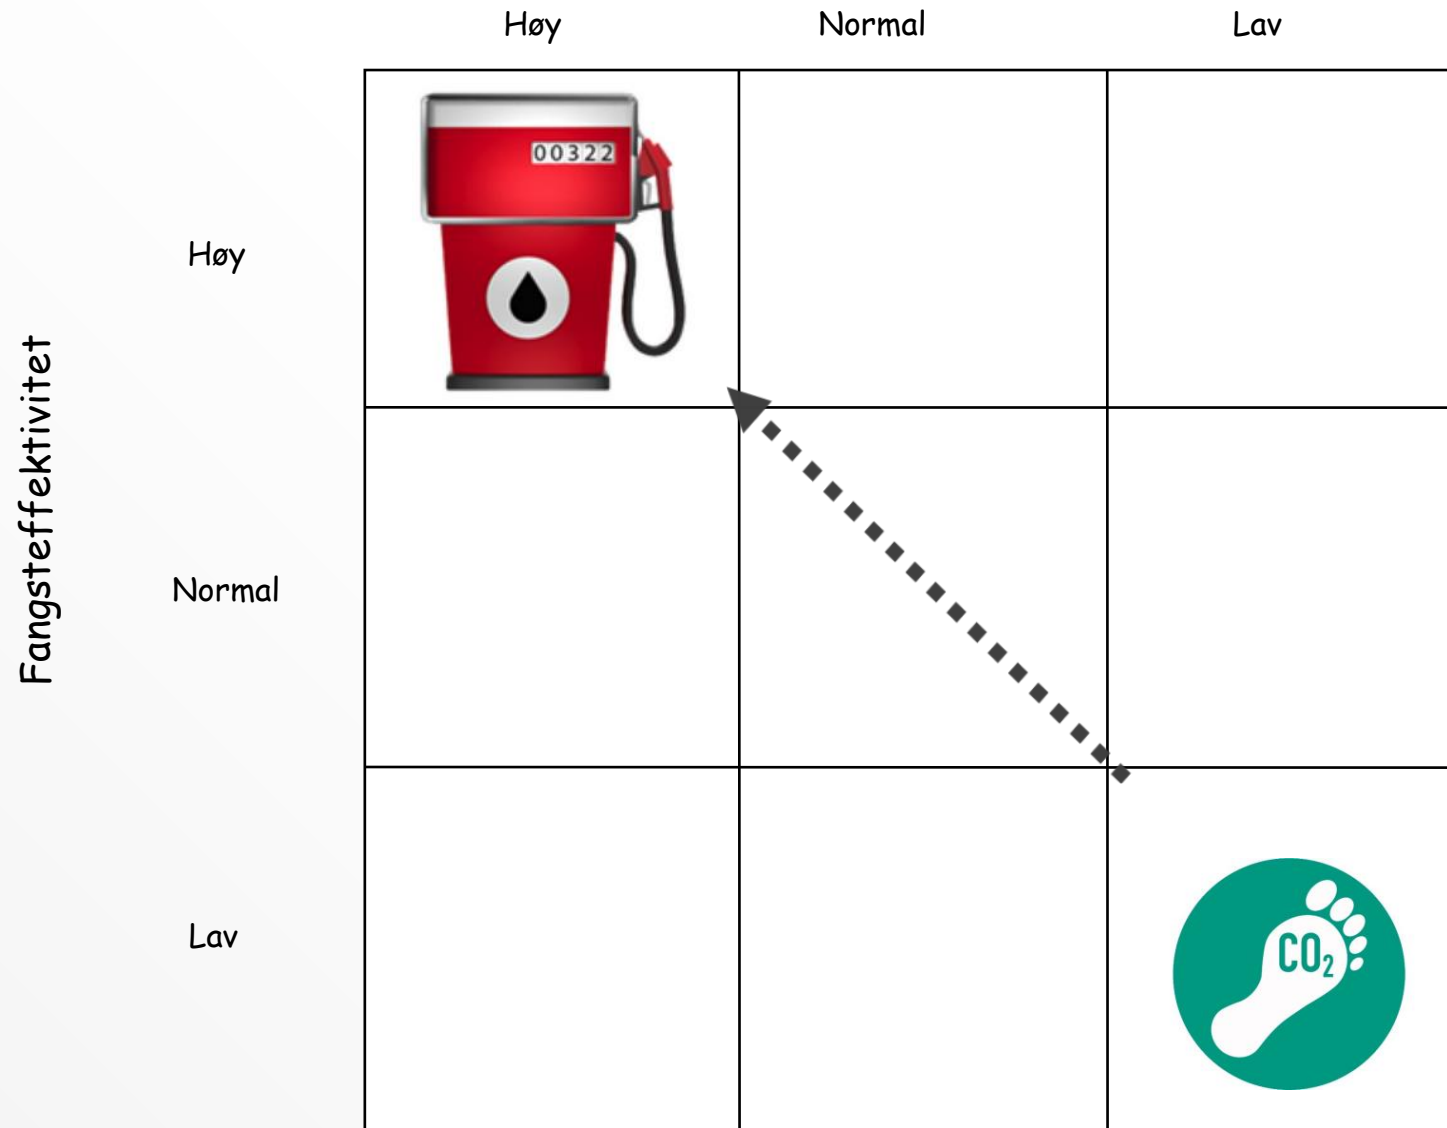 Høy Normal Lav
00322
Høy
Fangsteffektivitet
Normal
Lav
CO₂